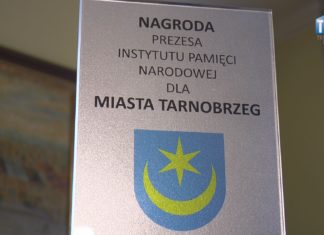 NAGRODA
PREZESA
INSTYTUTU PAMIĘCI
NARODOWEJ
DLA
MIASTA TARNOBRZEG